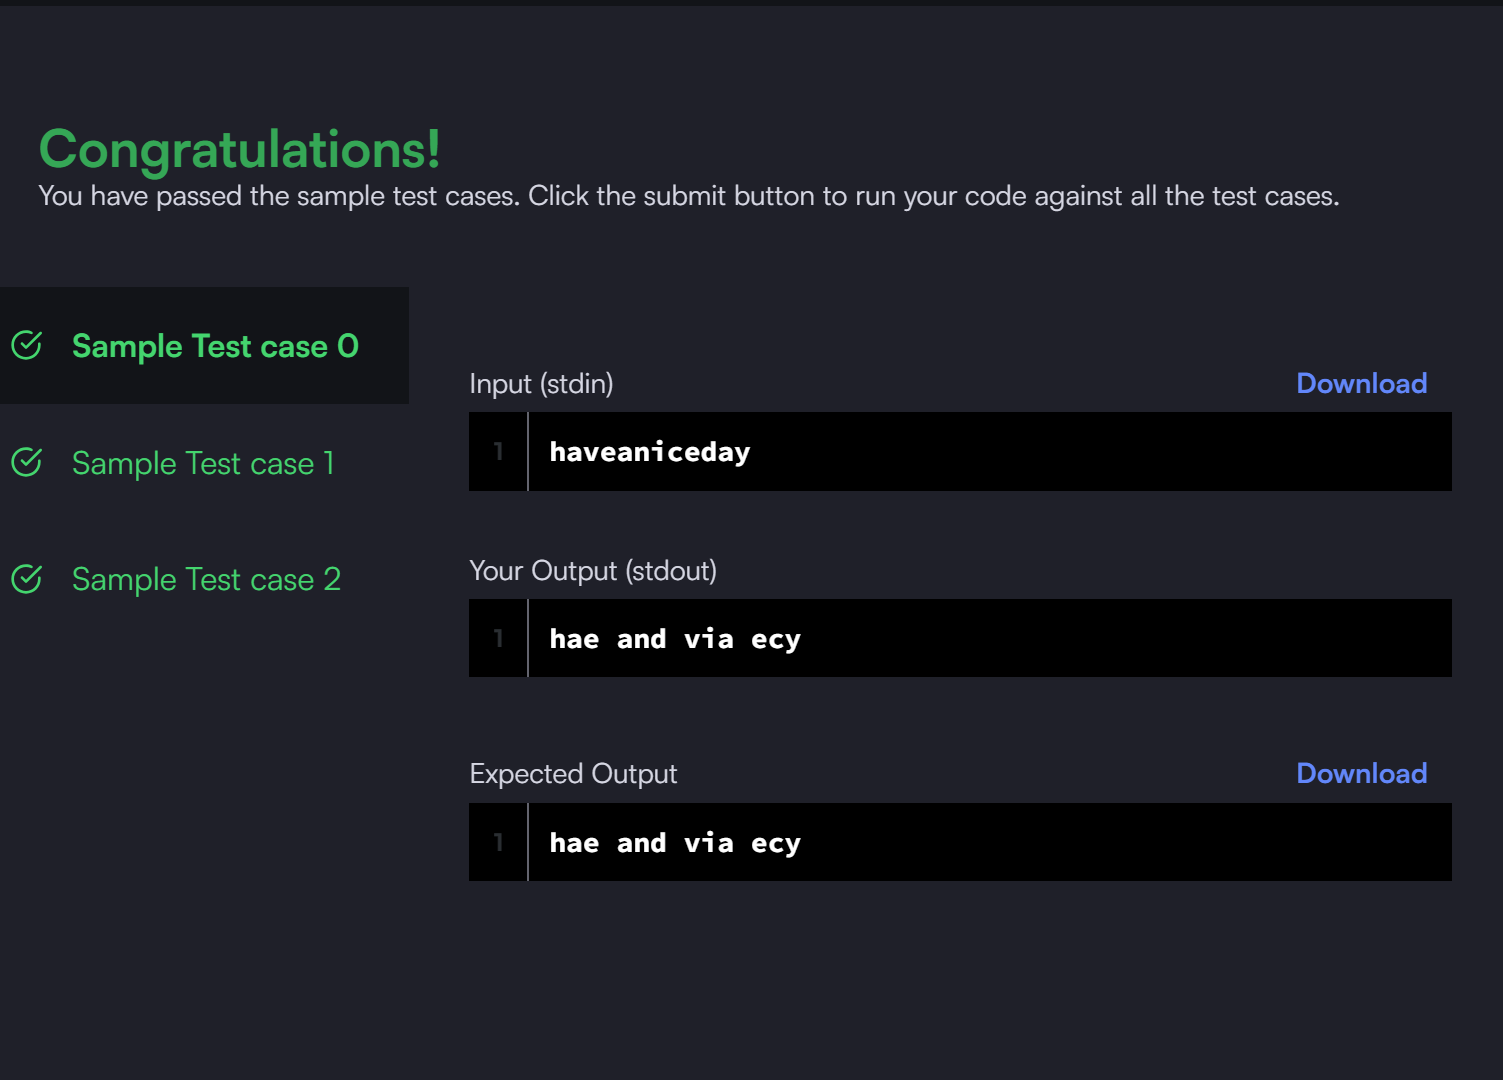 Congratulations!
You have passed the sample test cases. Click the submit button to run your code against all the test cases.
Sample Test case 0
Sample Test case 1
Sample Test case 2
Input (stdin)
Download
1
haveaniceday
Your Output (stdout)
1
hae and via ecy
Expected Output
Download
1
hae and via ecy